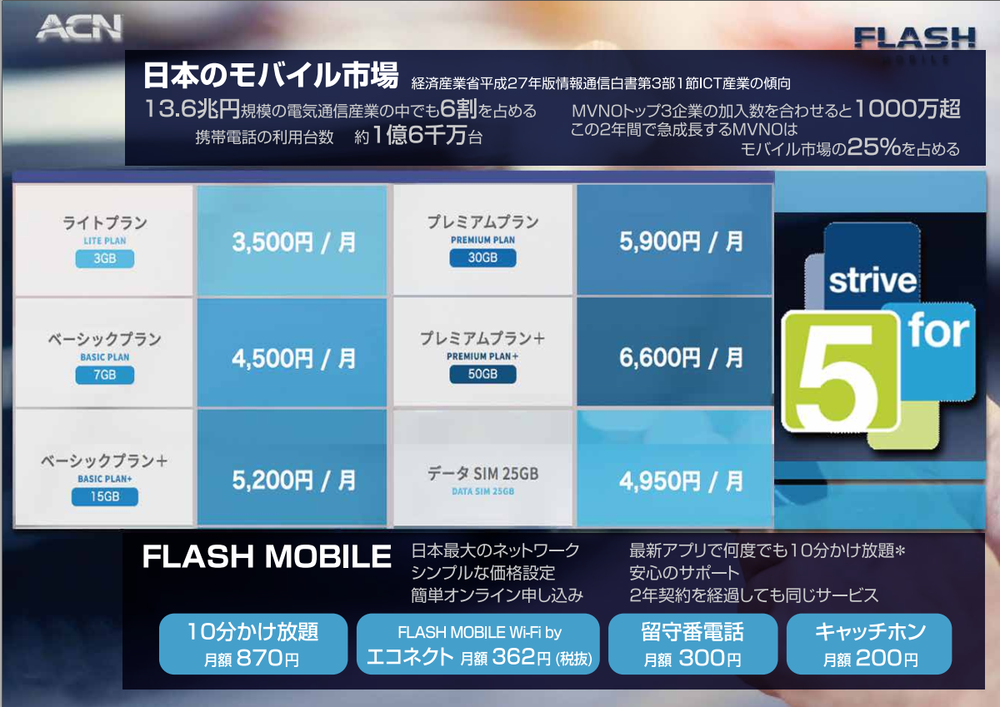 ACN
FLASH
MOBILE
日本のモバイル市場 経済産業省平成27年版情報通信白書第3部1節ICT産業の傾向
13.6兆円規模の電気通信産業の中でも6割を占める
携帯電話の利用台数 約1億6千万台
MVNOトップ3企業の加入数を合わせると1000万超
この2年間で急成長するMVNOは
モバイル市場の25%を占める
ライトプラン
LITE PLAN
3GB
3,500円 / 月
プレミアムプラン
PREMIUM PLAN
30GB
5,900円 / 月
ベーシックプラン
BASIC PLAN
7GB
4,500円 / 月
プレミアムプラン+
PREMIUM PLAN+
50GB
6,600円 / 月
ベーシックプラン+
BASIC PLAN+
15GB
5,200円 / 月
データ SIM 25GB
DATA SIM 25GB
4,950円 / 月
strive
for
5
FLASH MOBILE
日本最大のネットワーク
シンプルな価格設定
簡単オンライン申し込み
最新アプリで何度でも10分かけ放題*
安心のサポート
2年契約を経過しても同じサービス
10分かけ放題
月額 870円
FLASH MOBILE Wi-Fi by
エコネクト 月額 362円 (税抜)
留守番電話
月額 300円
キャッチホン
月額 200円